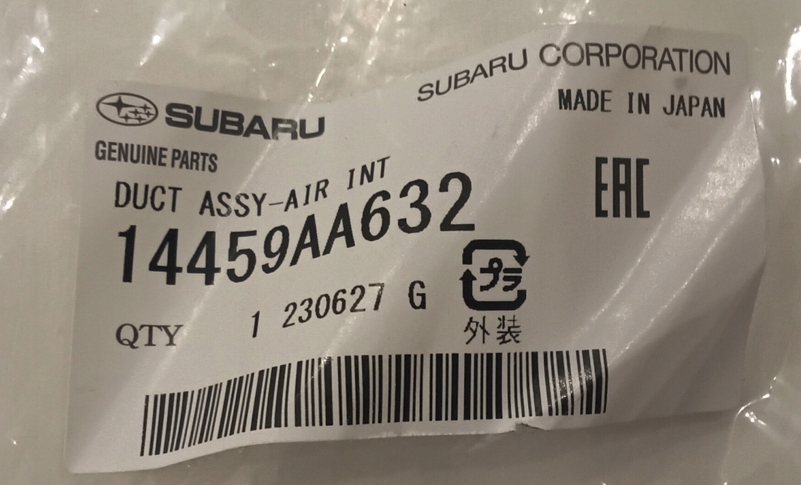 SUBARU CORPORATION
SUBARU
MADE IN JAPAN
GENUINE PARTS
EAC
DUCT ASSY-AIR INT
14459AA632
プラ
QTY 1 230627 G
外装